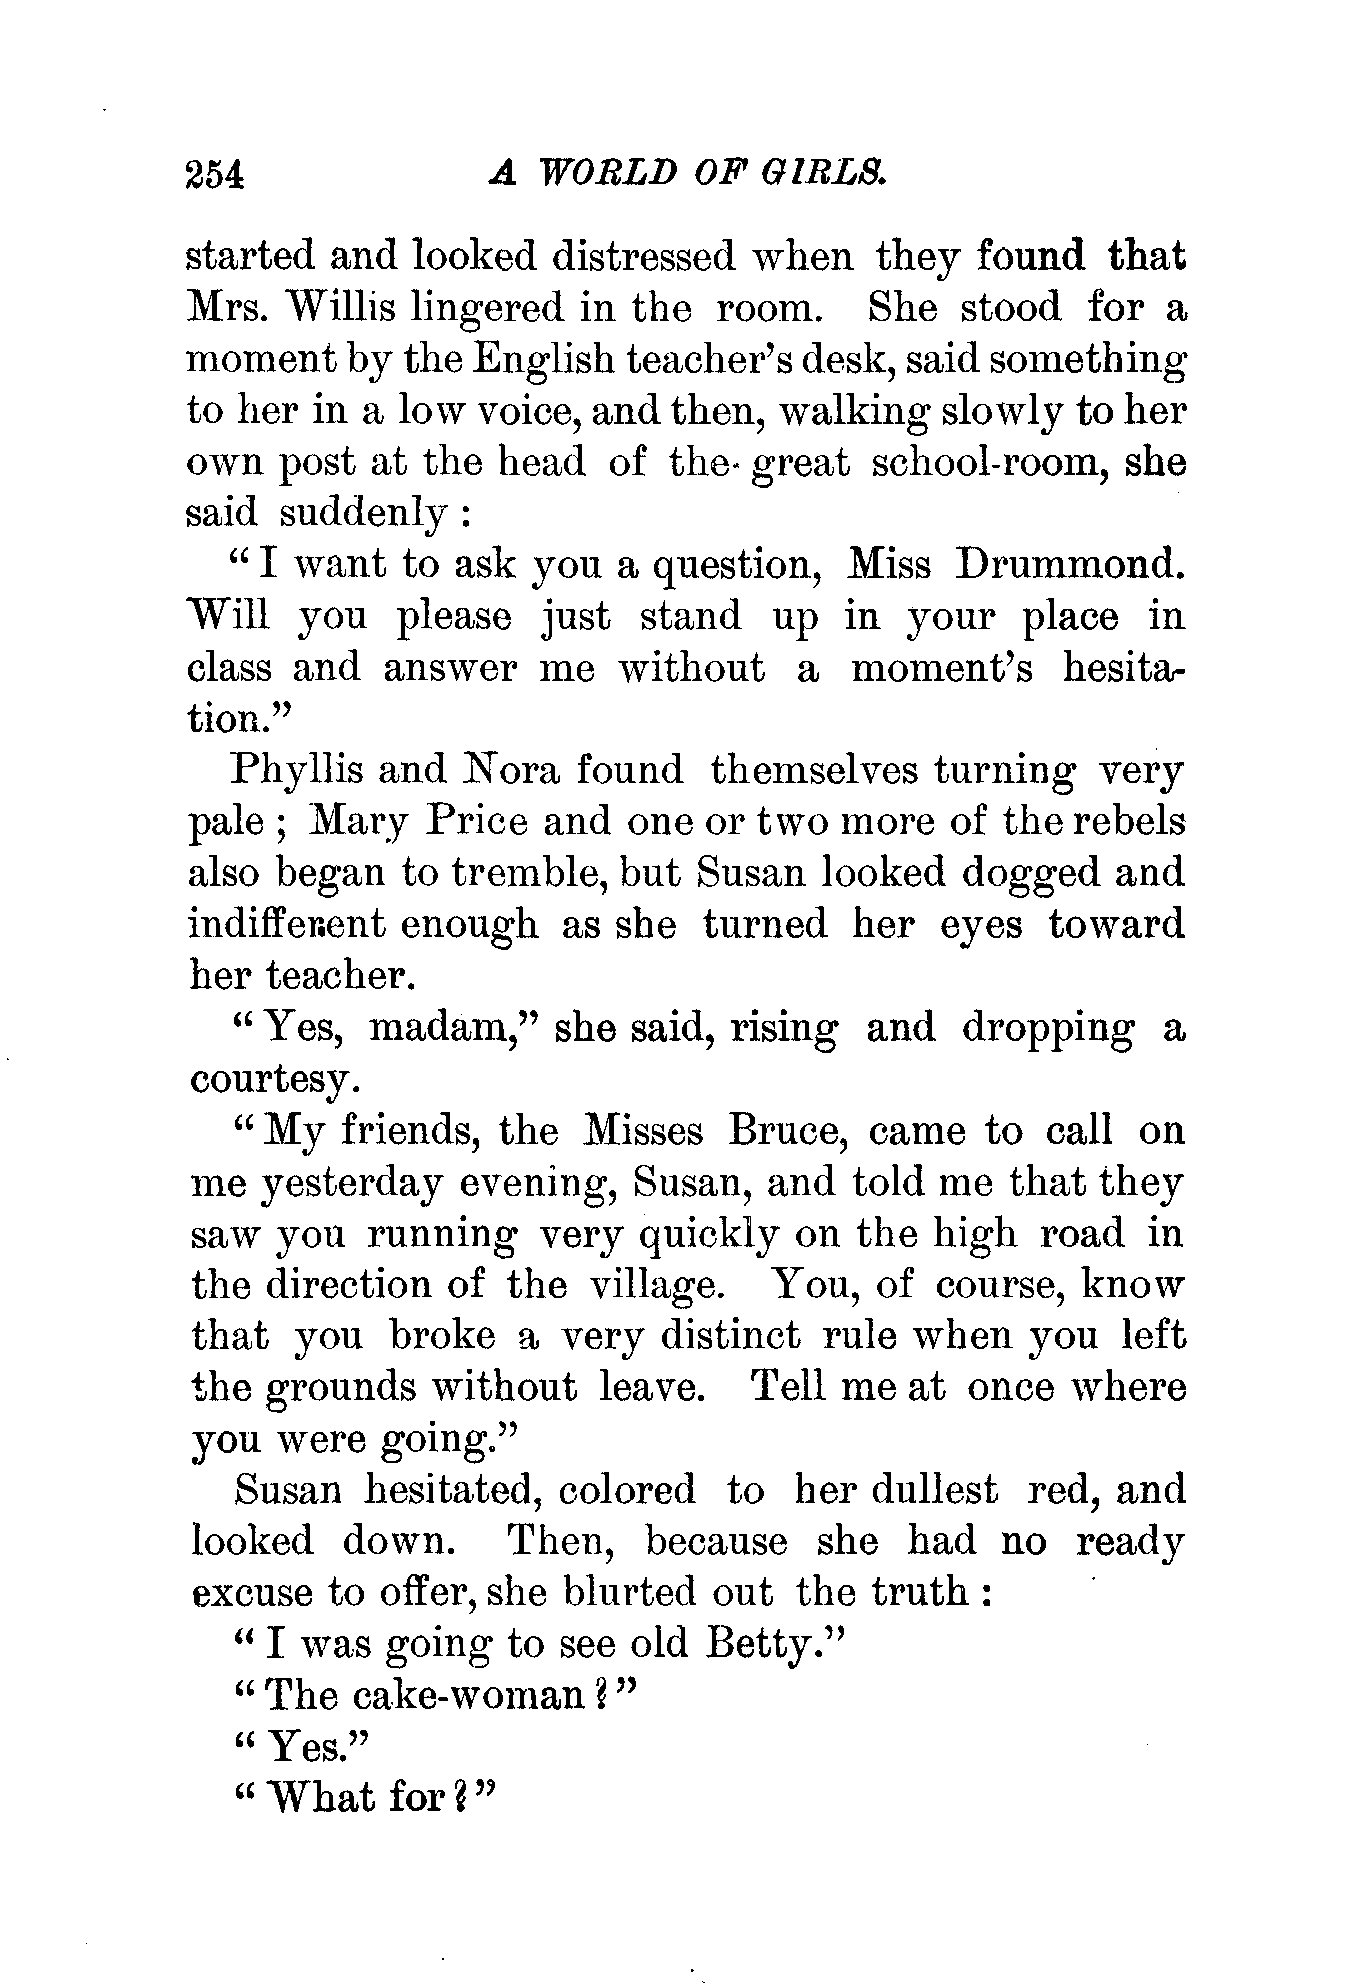 254 A WORLD OF GIRLS.
started and looked distressed when they found that
Mrs. Willis lingered in the room. She stood for a
moment by the English teacher's desk, said something
to her in a low voice, and then, walking slowly to her
own post at the head of the great school-room, she
said suddenly :
“ I want to ask you a question, Miss Drummond.
Will you please just stand up in your place in
class and answer me without a moment's hesita-
tion.”
Phyllis and Nora found themselves turning very
pale ; Mary Price and one or two more of the rebels
also began to tremble, but Susan looked dogged and
indifferent enough as she turned her eyes toward
her teacher.
“ Yes, madam,” she said, rising and dropping a
courtesy.
“ My friends, the Misses Bruce, came to call on
me yesterday evening, Susan, and told me that they
saw you running very quickly on the high road in
the direction of the village. You, of course, know
that you broke a very distinct rule when you left
the grounds without leave. Tell me at once where
you were going.”
Susan hesitated, colored to her dullest red, and
looked down. Then, because she had no ready
excuse to offer, she blurted out the truth :
“ I was going to see old Betty.”
“ The cake-woman ? ”
“ Yes.”
“ What for ? ”